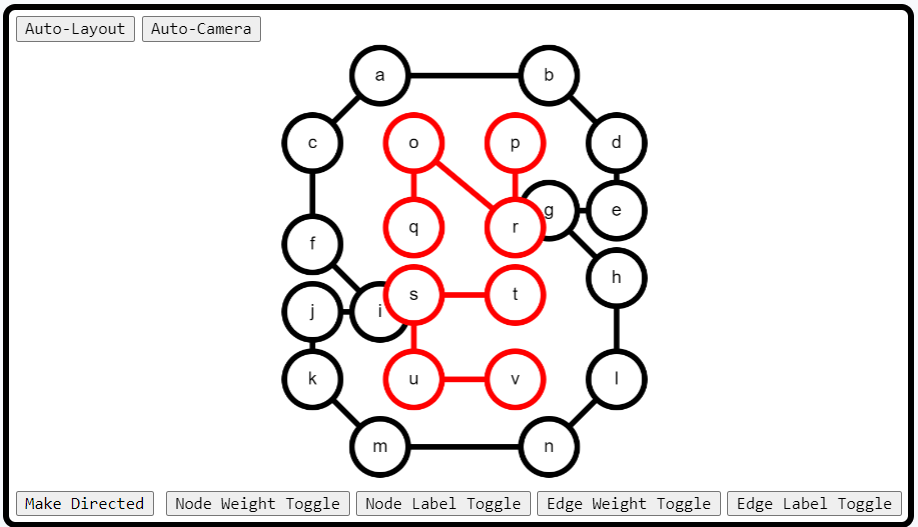 Auto-Layout Auto-Camera
a b
c o p d
g e
f q r
h
j i s t
k u v l
m n
Make Directed Node Weight Toggle Node Label Toggle Edge Weight Toggle Edge Label Toggle